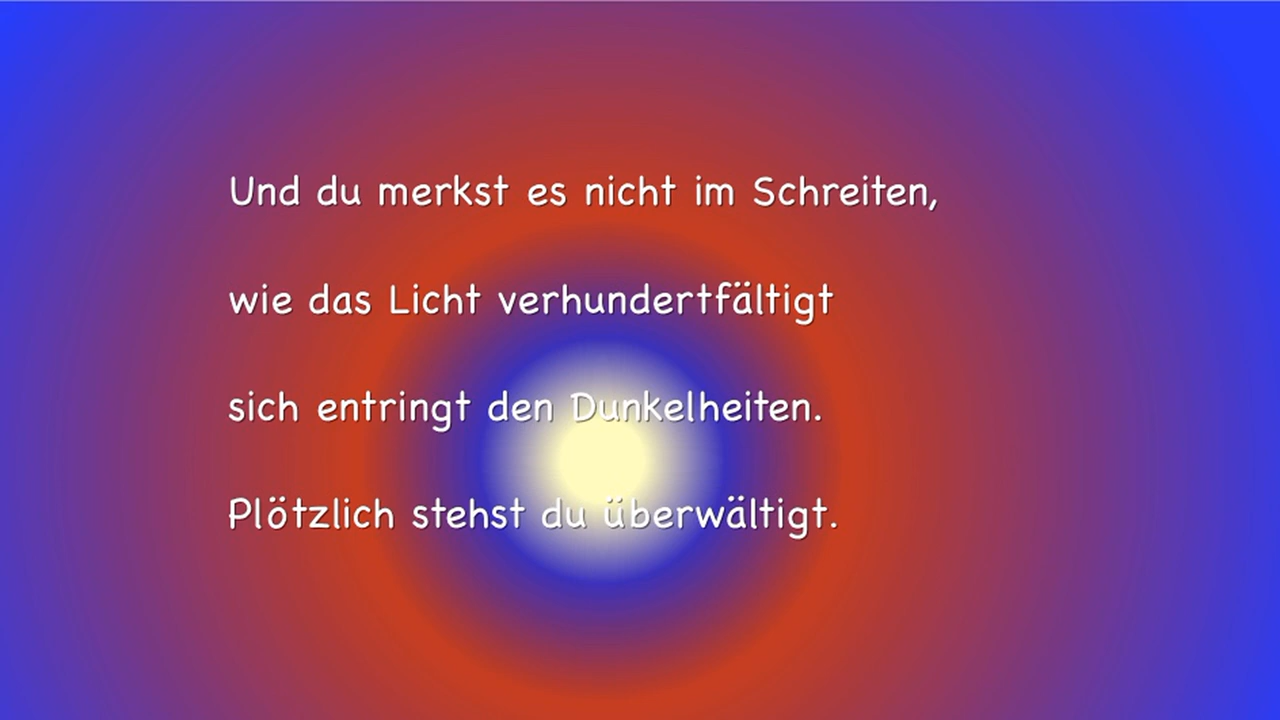 Und du merkst es nicht im Schreiten,
wie das Licht verhundertfältigt
sich entringt den Dunkelheiten.
Plötzlich stehst du überwältigt.